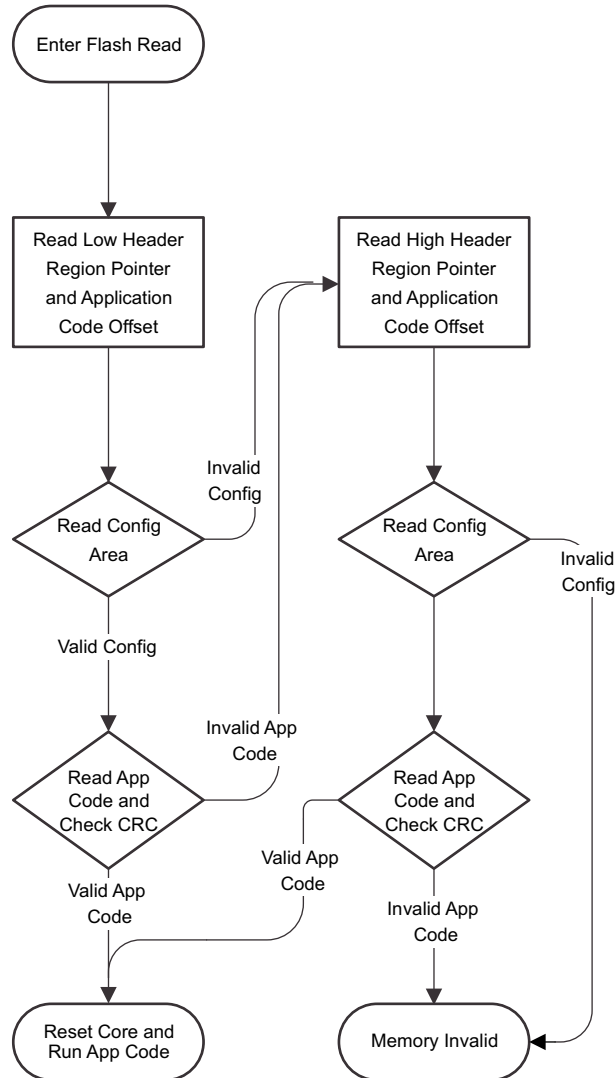 Enter Flash Read
Read Low Header
Region Pointer
and Application
Code Offset
Read High Header
Region Pointer
and Application
Code Offset
Invalid
Config
Read Config
Area
Read Config
Area
Invalid
Config
Valid Config
Invalid App
Code
Read App
Code and
Check CRC
Read App
Code and
Check CRC
Valid App
Code
Valid App
Code
Invalid App
Code
Reset Core and
Run App Code
Memory Invalid